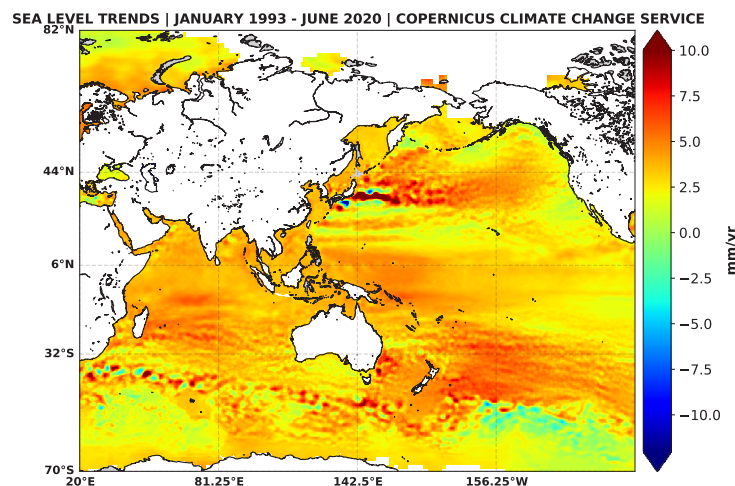 SEA LEVEL TRENDS | JANUARY 1993 - JUNE 2020 | COPERNICUS CLIMATE CHANGE SERVICE
82°N
44°N
6°N
32°S
70°S
20°E
81.25°E
142.5°E
156.25°W
10.0
7.5
5.0
2.5
0.0
−2.5
−5.0
−7.5
−10.0
mm/yr